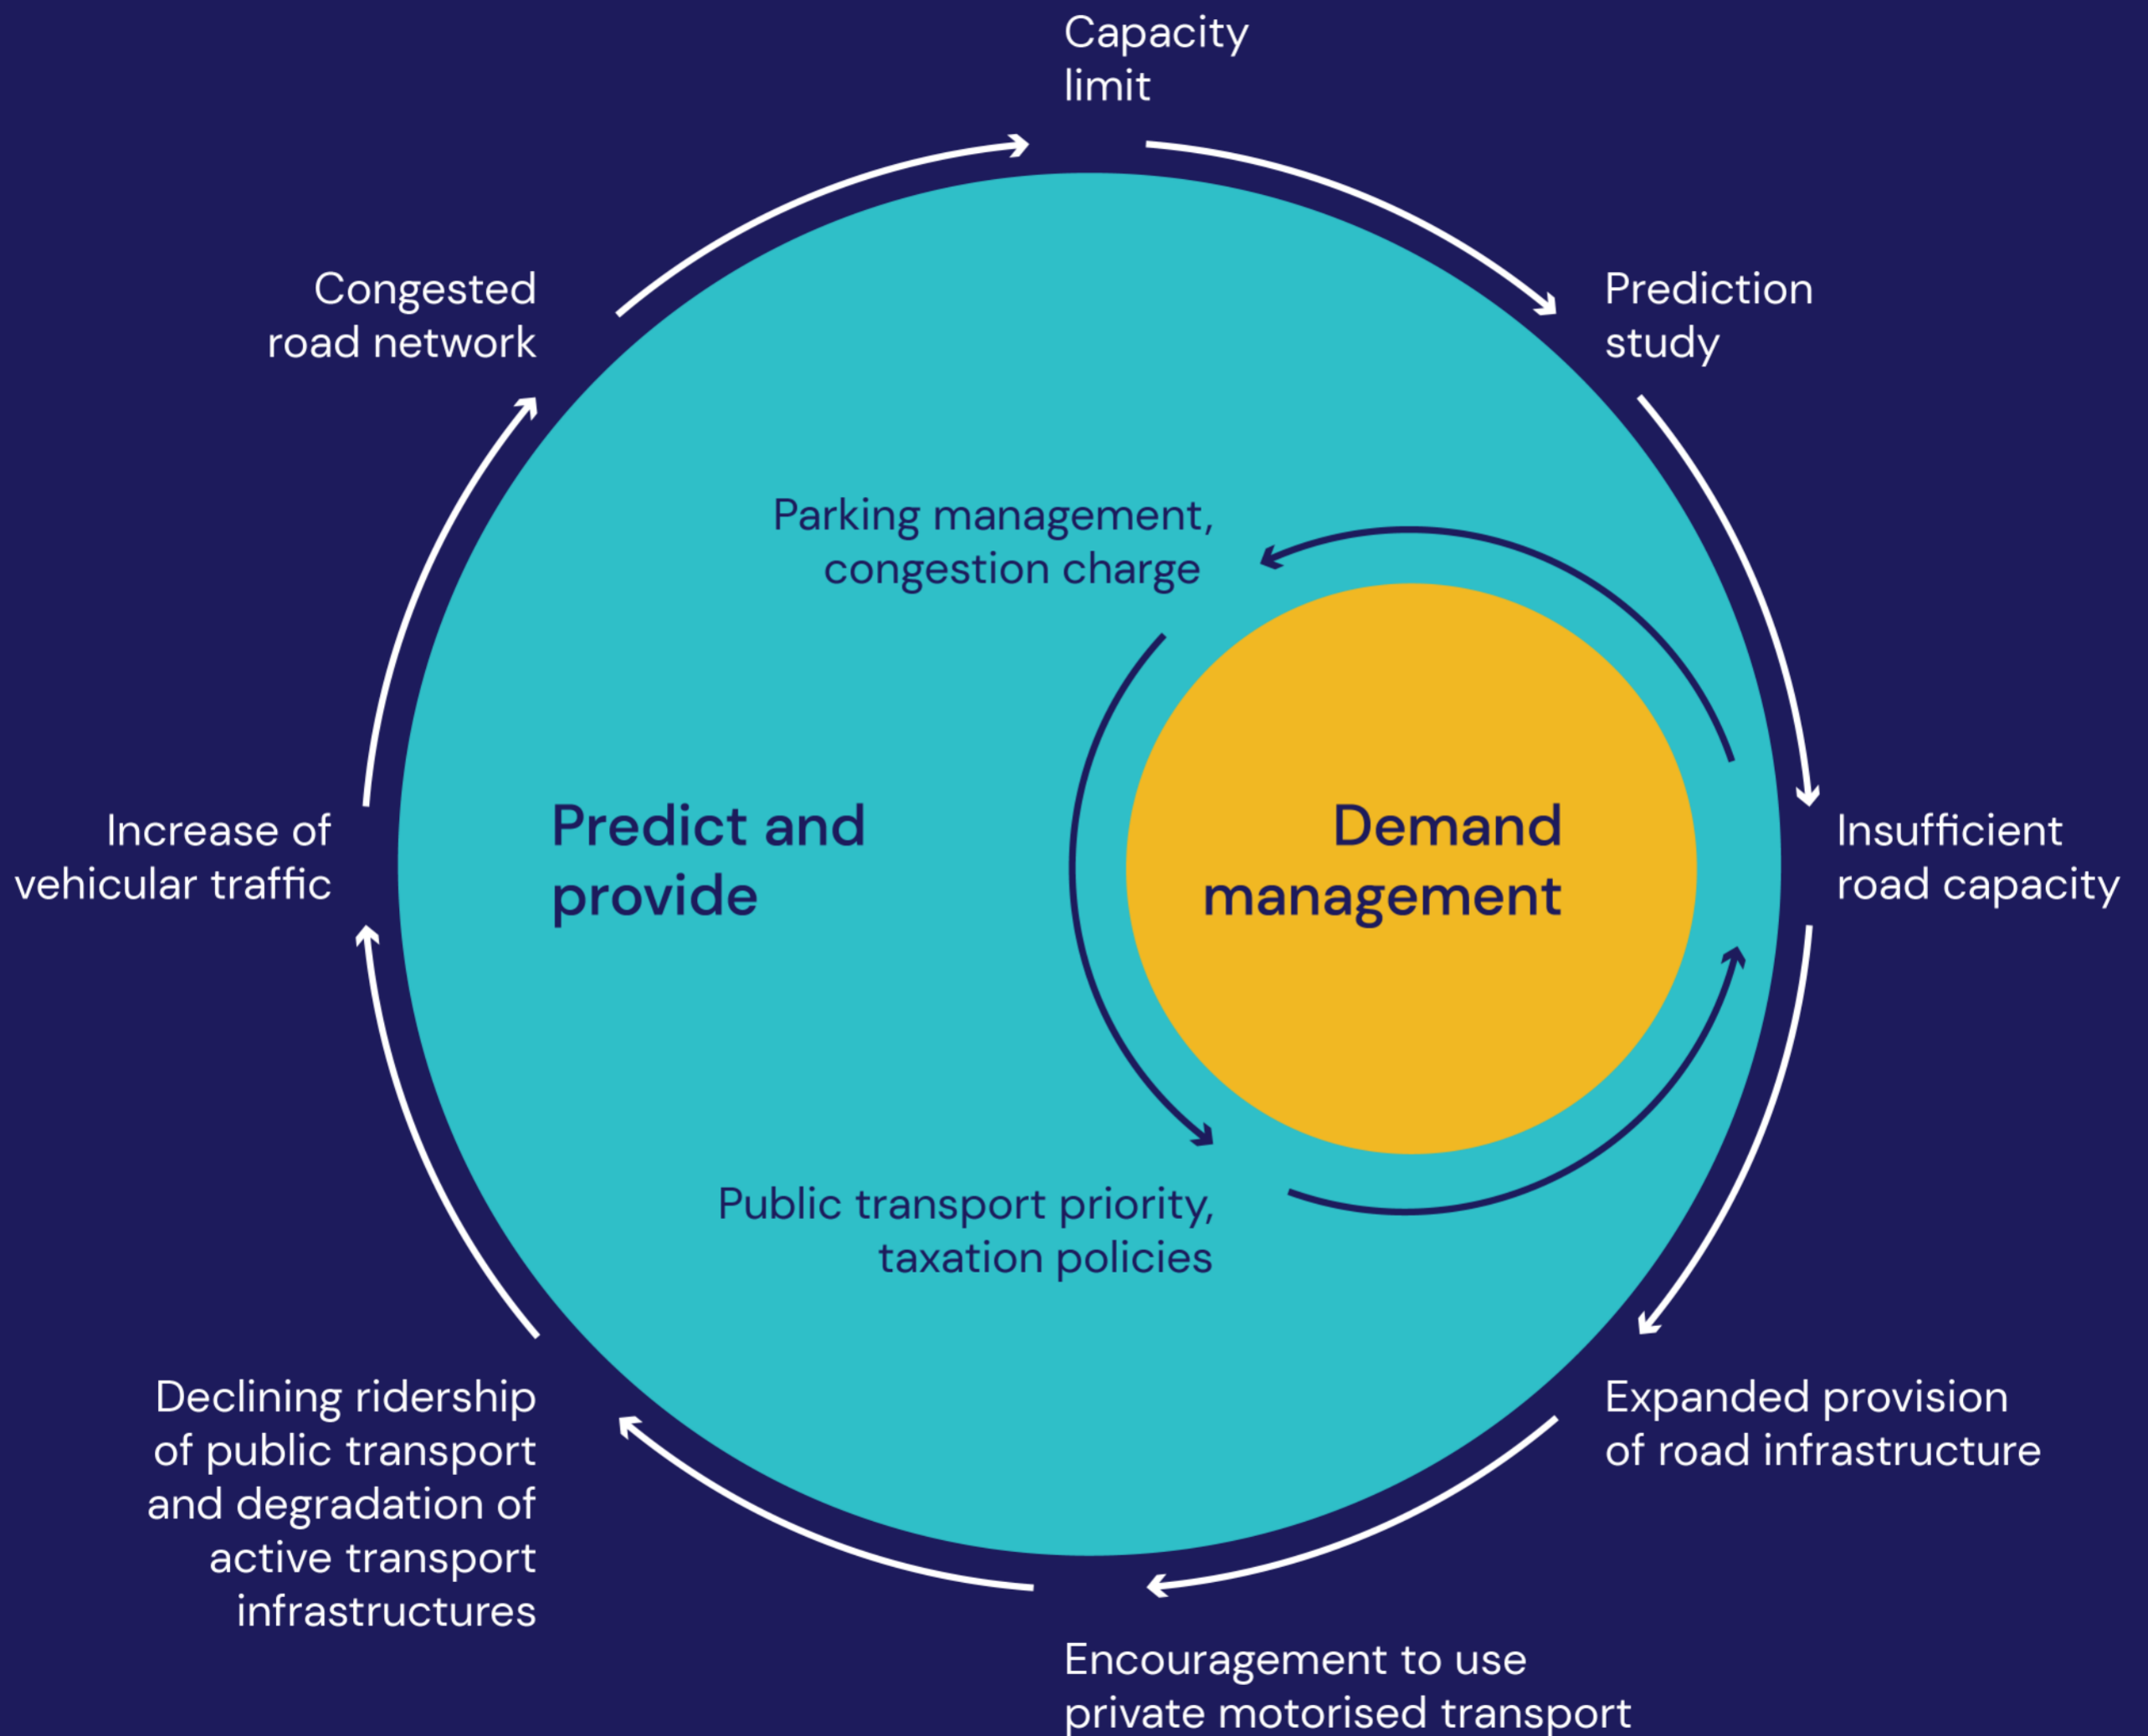 Capacity
limit
Prediction
study
Insufficient
road capacity
Expanded provision
of road infrastructure
Encouragement to use
private motorised transport
Declining ridership
of public transport
and degradation of
active transport
infrastructures
Increase of
vehicular traffic
Congested
road network
Predict and
provide
Parking management,
congestion charge
Demand
management
Public transport priority,
taxation policies